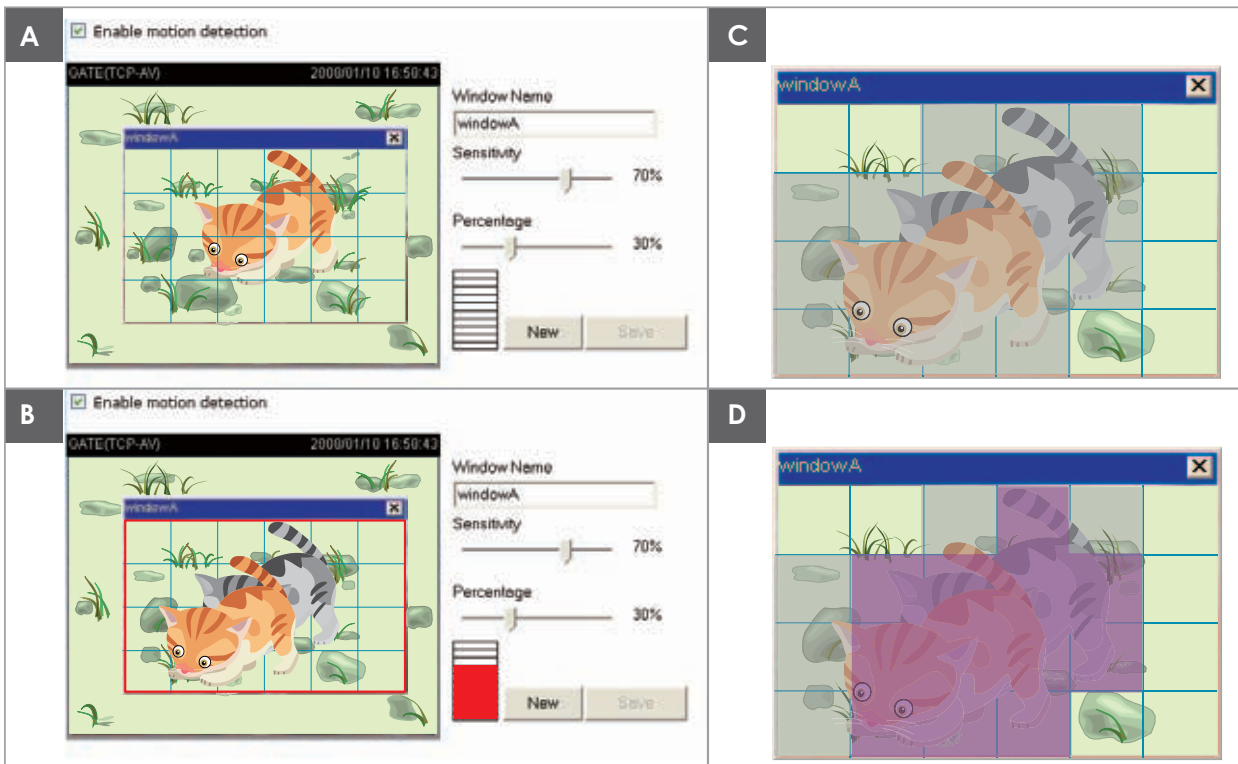 A
Enable motion detection
GATE(TCP-AV) 2000/01/10 16:50:43
windowA
Window Name
windowA
Sensitivity
70%
Percentage
30%
New Save
B
Enable motion detection
GATE(TCP-AV) 2000/01/10 16:50:43
windowA
Window Name
windowA
Sensitivity
70%
Percentage
30%
New Save
C
windowA
D
windowA